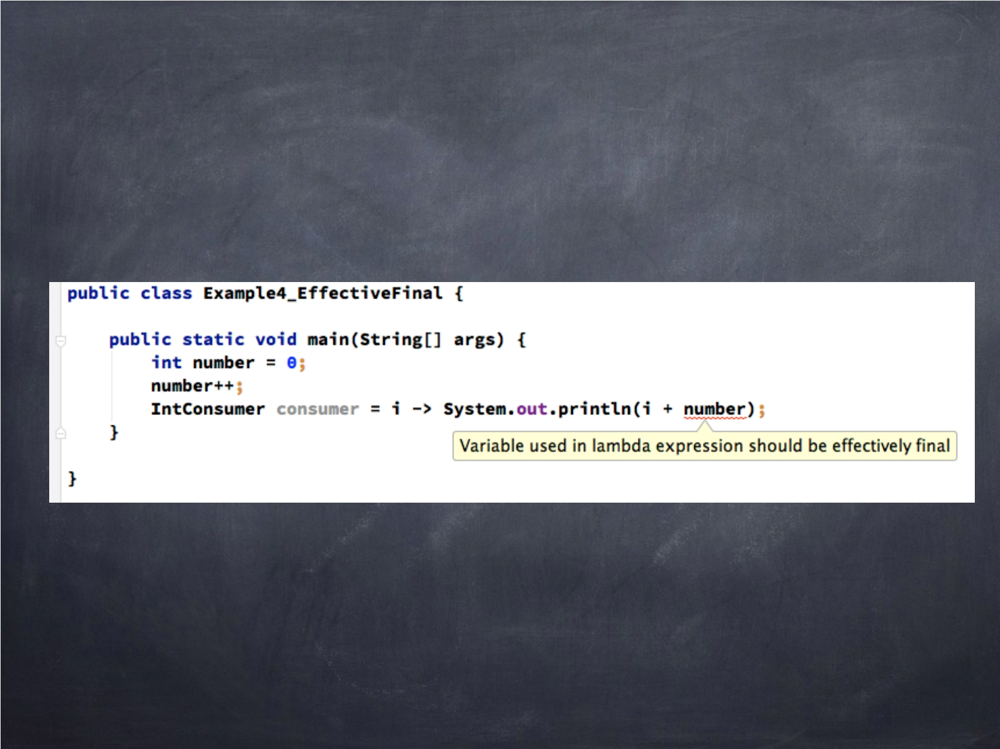 public class Example4_EffectiveFinal {
public static void main(String[] args) {
int number = 0;
number++;
IntConsumer consumer = i -> System.out.println(i + number);
}
Variable used in lambda expression should be effectively final
}